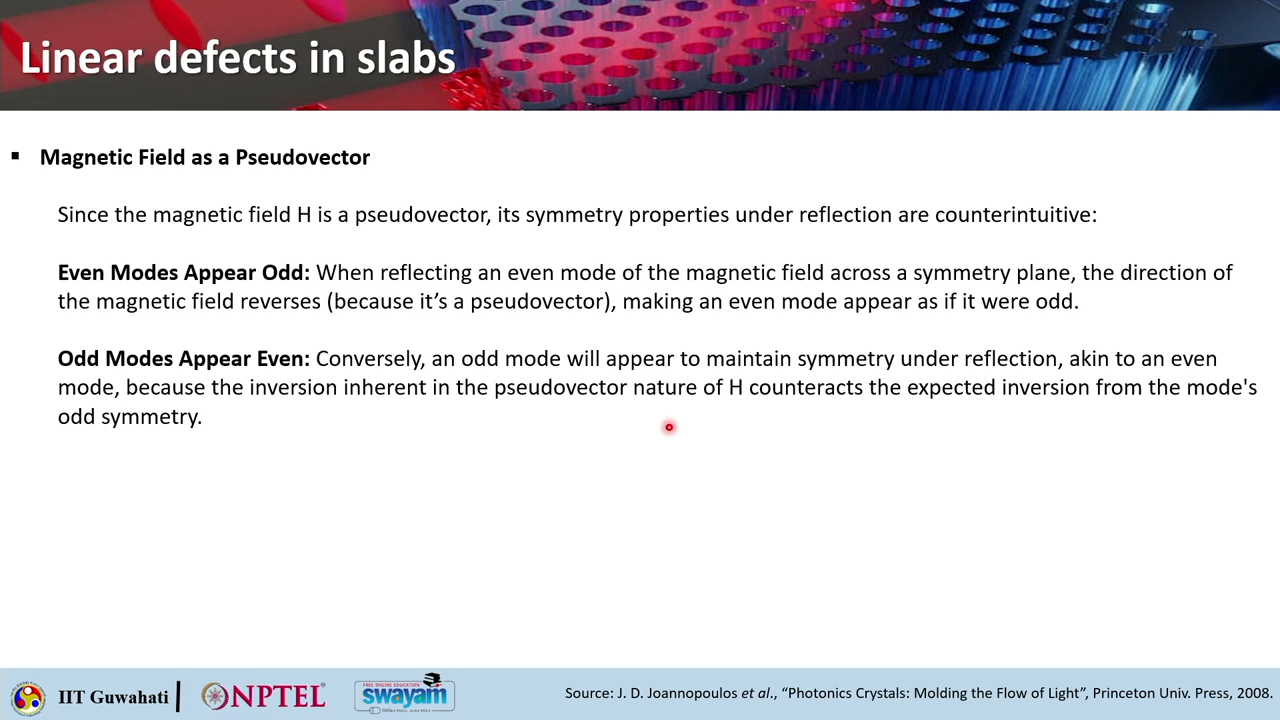 Linear defects in slabs
▪ Magnetic Field as a Pseudovector
Since the magnetic field H is a pseudovector, its symmetry properties under reflection are counterintuitive:
Even Modes Appear Odd: When reflecting an even mode of the magnetic field across a symmetry plane, the direction of
the magnetic field reverses (because it’s a pseudovector), making an even mode appear as if it were odd.
Odd Modes Appear Even: Conversely, an odd mode will appear to maintain symmetry under reflection, akin to an even
mode, because the inversion inherent in the pseudovector nature of H counteracts the expected inversion from the mode's
odd symmetry.
IIT Guwahati
NPTEL
FREE ONLINE EDUCATION
swayam
Source: J. D. Joannopoulos et al., “Photonics Crystals: Molding the Flow of Light”, Princeton Univ. Press, 2008.